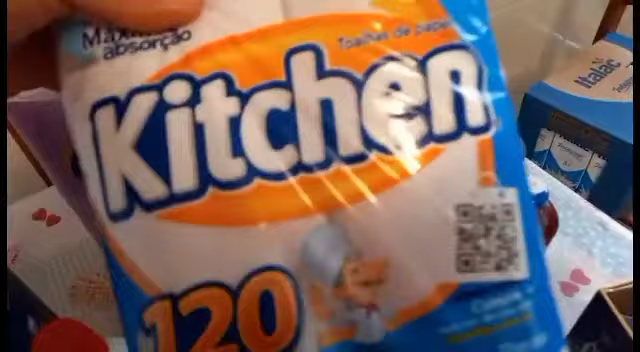 Máxima
absorção
Toalhas de papel
Kitchen
120
Italac